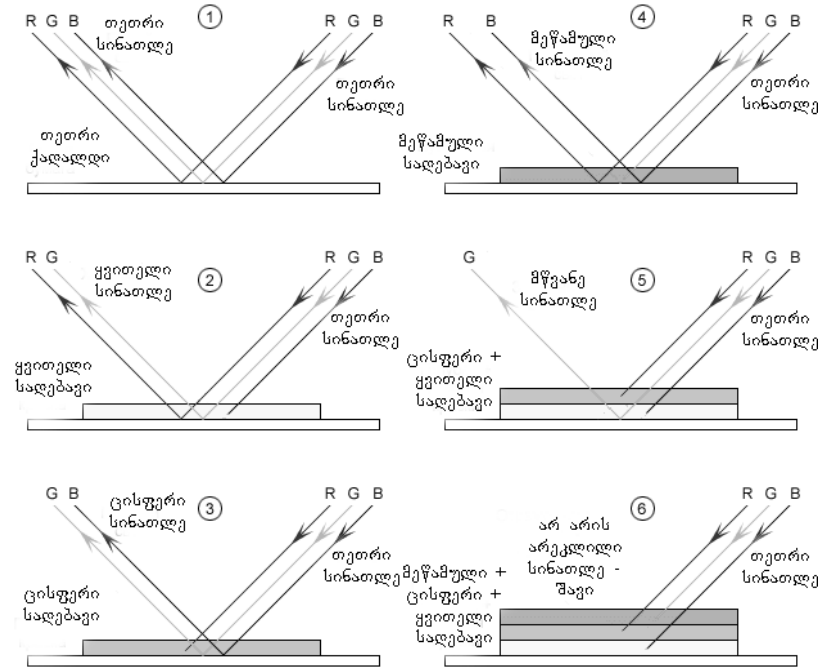 R G B
თეთრი
სინათლე
1
R G B
თეთრი
სინათლე
თეთრი
ქაღალდი
R B
მეწამული
სინათლე
4
R G B
თეთრი
სინათლე
მეწამული
საღებავი
R G
ყვითელი
სინათლე
2
R G B
თეთრი
სინათლე
ყვითელი
საღებავი
G
მწვანე
სინათლე
5
R G B
თეთრი
სინათლე
ცისფერი +
ყვითელი
საღებავი
G B
ცისფერი
სინათლე
3
R G B
თეთრი
სინათლე
ცისფერი
საღებავი
არ არის
არეკლილი
სინათლე -
შავი
6
R G B
თეთრი
სინათლე
მეწამული +
ცისფერი +
ყვითელი
საღებავი